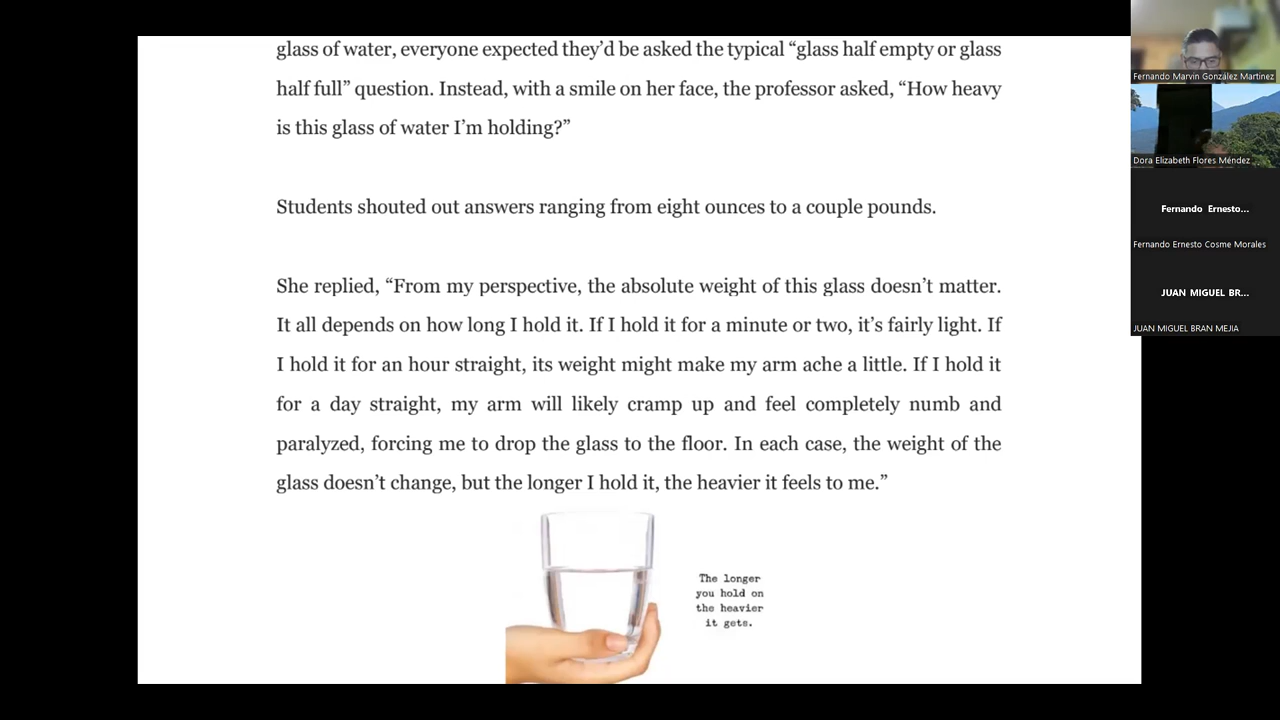 glass of water, everyone expected they’d be asked the typical “glass half empty or glass
half full” question. Instead, with a smile on her face, the professor asked, “How heavy
is this glass of water I’m holding?”
Students shouted out answers ranging from eight ounces to a couple pounds.
She replied, “From my perspective, the absolute weight of this glass doesn’t matter.
It all depends on how long I hold it. If I hold it for a minute or two, it’s fairly light. If
I hold it for an hour straight, its weight might make my arm ache a little. If I hold it
for a day straight, my arm will likely cramp up and feel completely numb and
paralyzed, forcing me to drop the glass to the floor. In each case, the weight of the
glass doesn’t change, but the longer I hold it, the heavier it feels to me.”
The longer
you hold on
the heavier
it gets.
Fernando Marvin González Martinez
Dora Elizabeth Flores Méndez
Fernando Ernesto...
Fernando Ernesto Cosme Morales
JUAN MIGUEL BR...
JUAN MIGUEL BRAN MEJIA